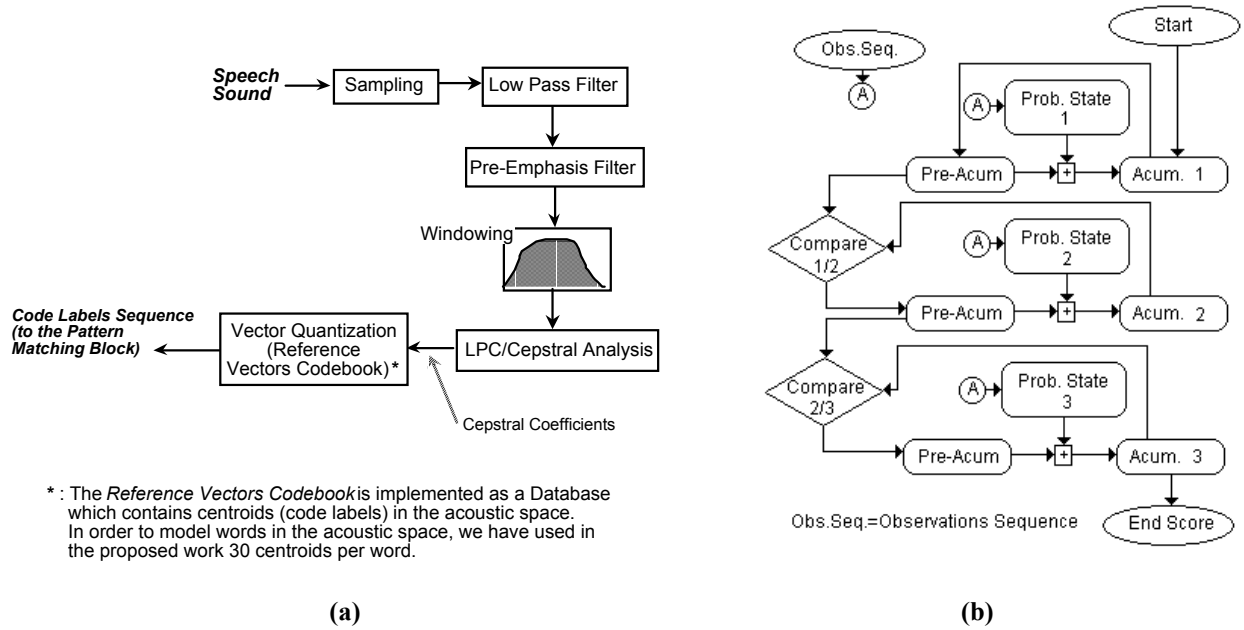 Speech
Sound
Sampling
Low Pass Filter
Pre-Emphasis Filter
Windowing
LPC/Cepstral Analysis
Vector Quantization
(Reference
Vectors Codebook)*
Code Labels Sequence
(to the Pattern
Matching Block)
Cepstral Coefficients
* : The Reference Vectors Codebook is implemented as a Database
which contains centroids (code labels) in the acoustic space.
In order to model words in the acoustic space, we have used in
the proposed work 30 centroids per word.
(a)
Start
Obs.Seq.
A
A
Prob. State
1
Pre-Acum
+
Acum. 1
Compare
1/2
A
Prob. State
2
Pre-Acum
+
Acum. 2
Compare
2/3
A
Prob. State
3
Pre-Acum
+
Acum. 3
Obs.Seq.=Observations Sequence
End Score
(b)